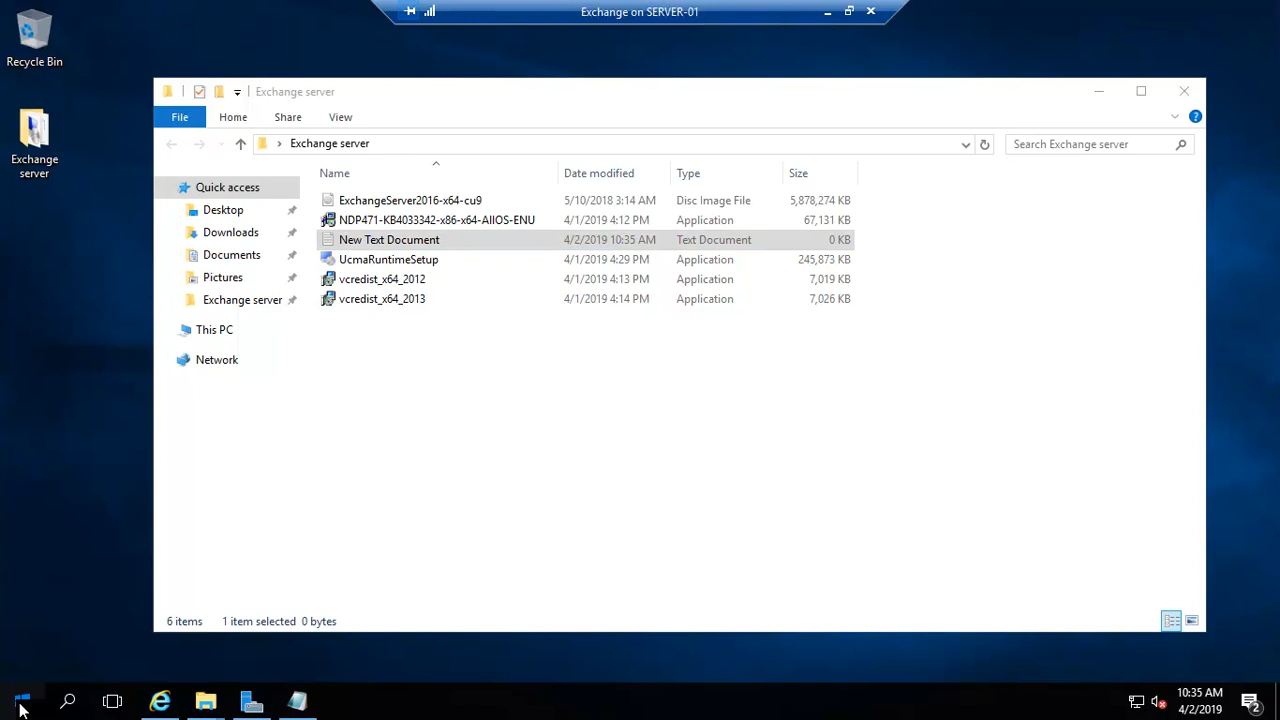 Exchange on SERVER-01
Recycle Bin
Exchange
server
Exchange server
File Home Share View
Exchange server
Search Exchange server
Name Date modified Type Size
ExchangeServer2016-x64-cu9 5/10/2018 3:14 AM Disc Image File 5,878,274 KB
NDP471-KB4033342-x86-x64-AllOS-ENU 4/1/2019 4:12 PM Application 67,131 KB
New Text Document 4/2/2019 10:35 AM Text Document 0 KB
UcmaRuntimeSetup 4/1/2019 4:29 PM Application 245,873 KB
vcredist_x64_2012 4/1/2019 4:13 PM Application 7,019 KB
vcredist_x64_2013 4/1/2019 4:14 PM Application 7,026 KB
Quick access
Desktop
Downloads
Documents
Pictures
Exchange server
This PC
Network
6 items 1 item selected 0 bytes
10:35 AM
4/2/2019
2